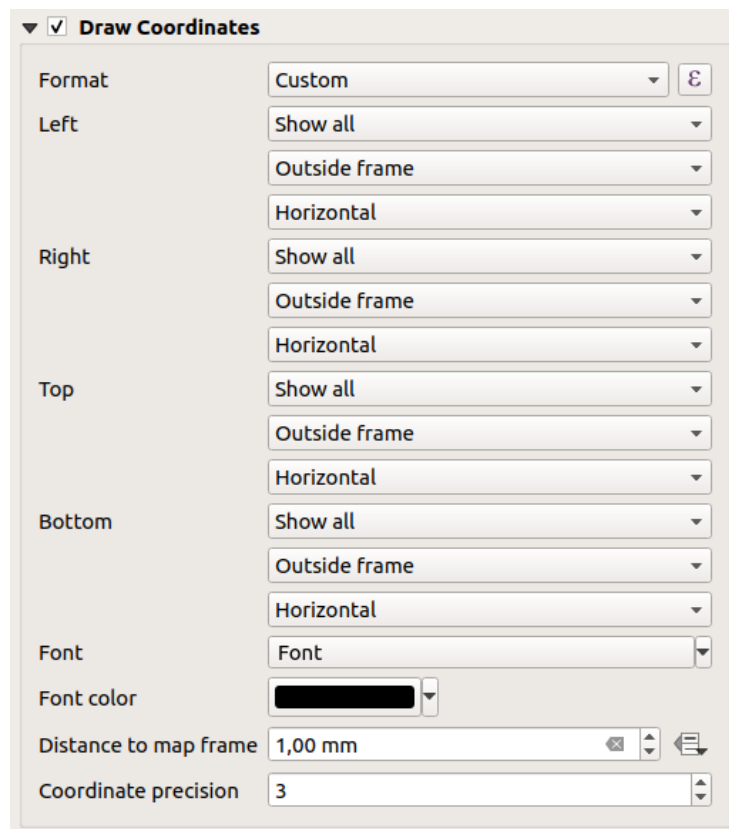 Draw Coordinates
Format Custom ε
Left Show all
Outside frame
Horizontal
Right Show all
Outside frame
Horizontal
Top Show all
Outside frame
Horizontal
Bottom Show all
Outside frame
Horizontal
Font Font
Font color
Distance to map frame 1,00 mm
Coordinate precision 3